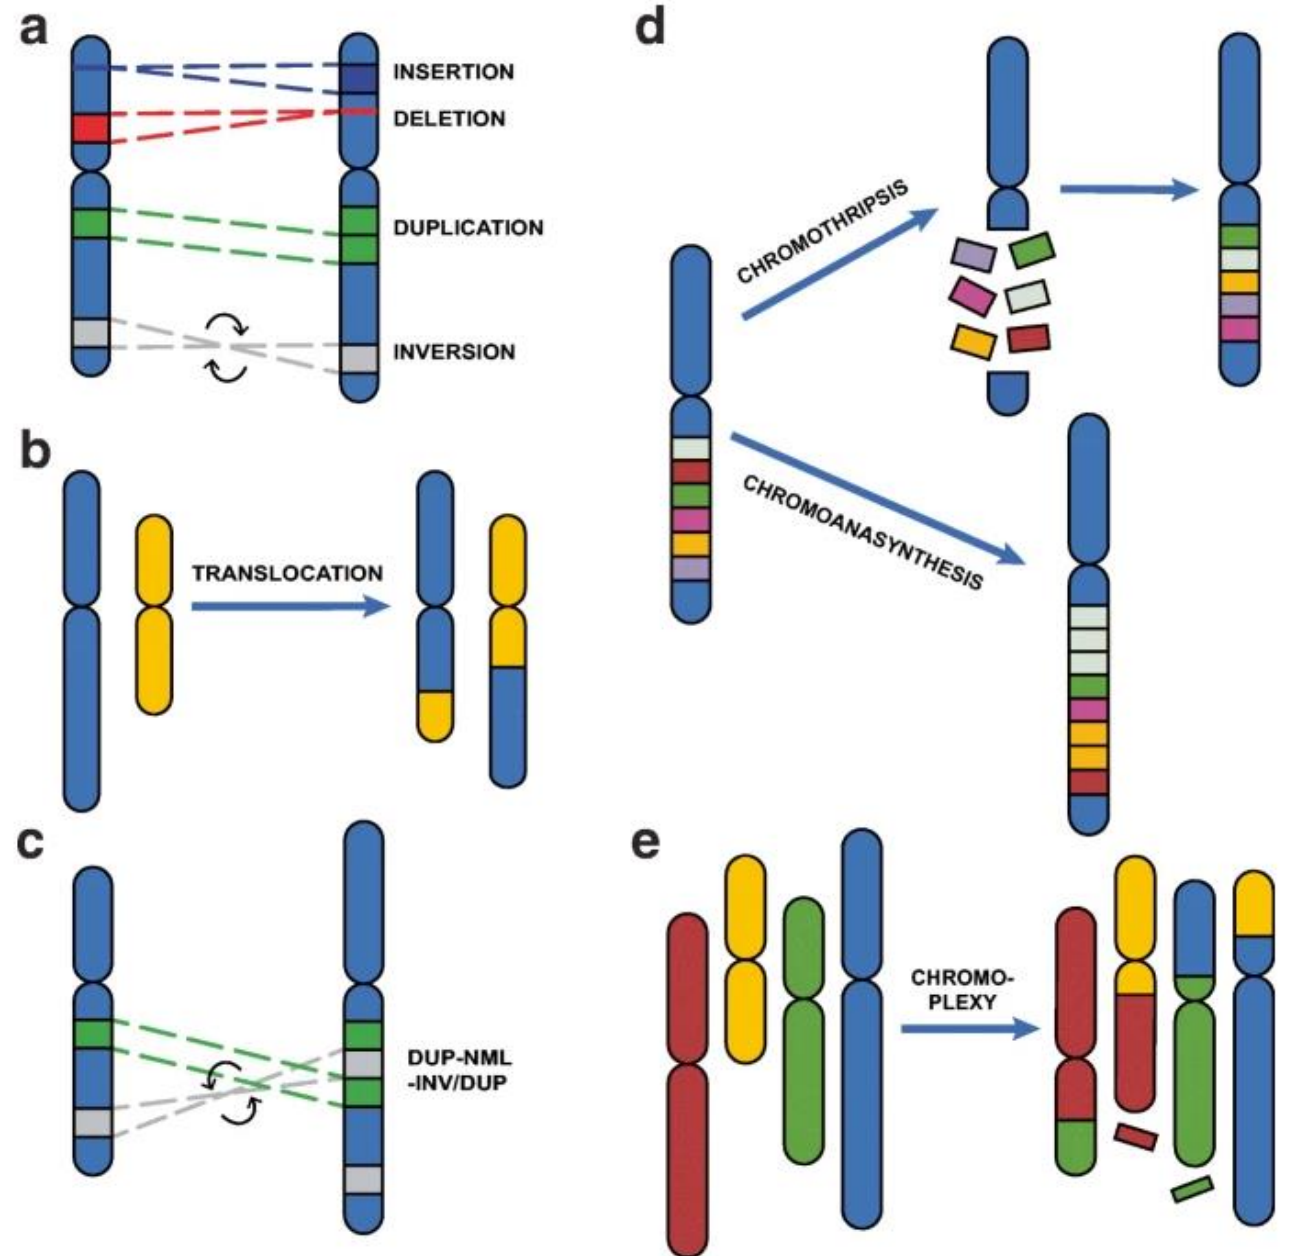 a
INSERTION
DELETION
DUPLICATION
INVERSION
b
TRANSLOCATION
c
DUP-NML
-INV/DUP
d
CHROMOTHRIPSIS
CHROMOANASYNTHESIS
e
CHROMO-
PLEXY